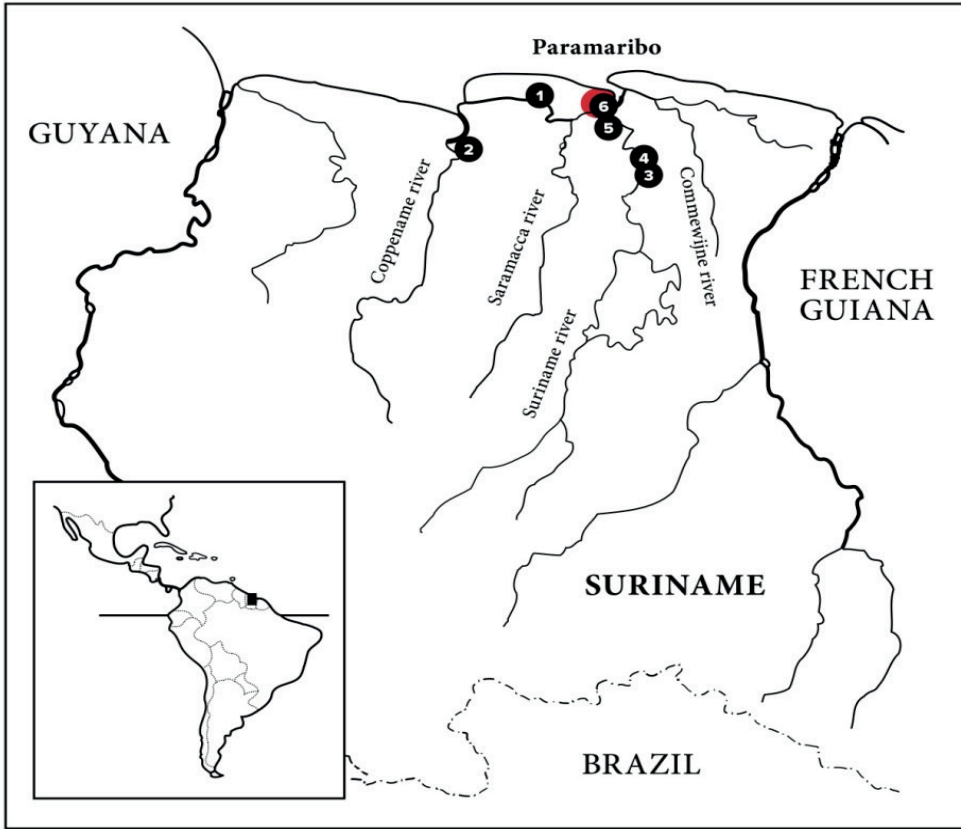 Paramaribo
GUYANA
1
6
5
2
4
3
Coppename river
Saramacca river
Commewijne river
Suriname river
FRENCH
GUIANA
SURINAME
BRAZIL